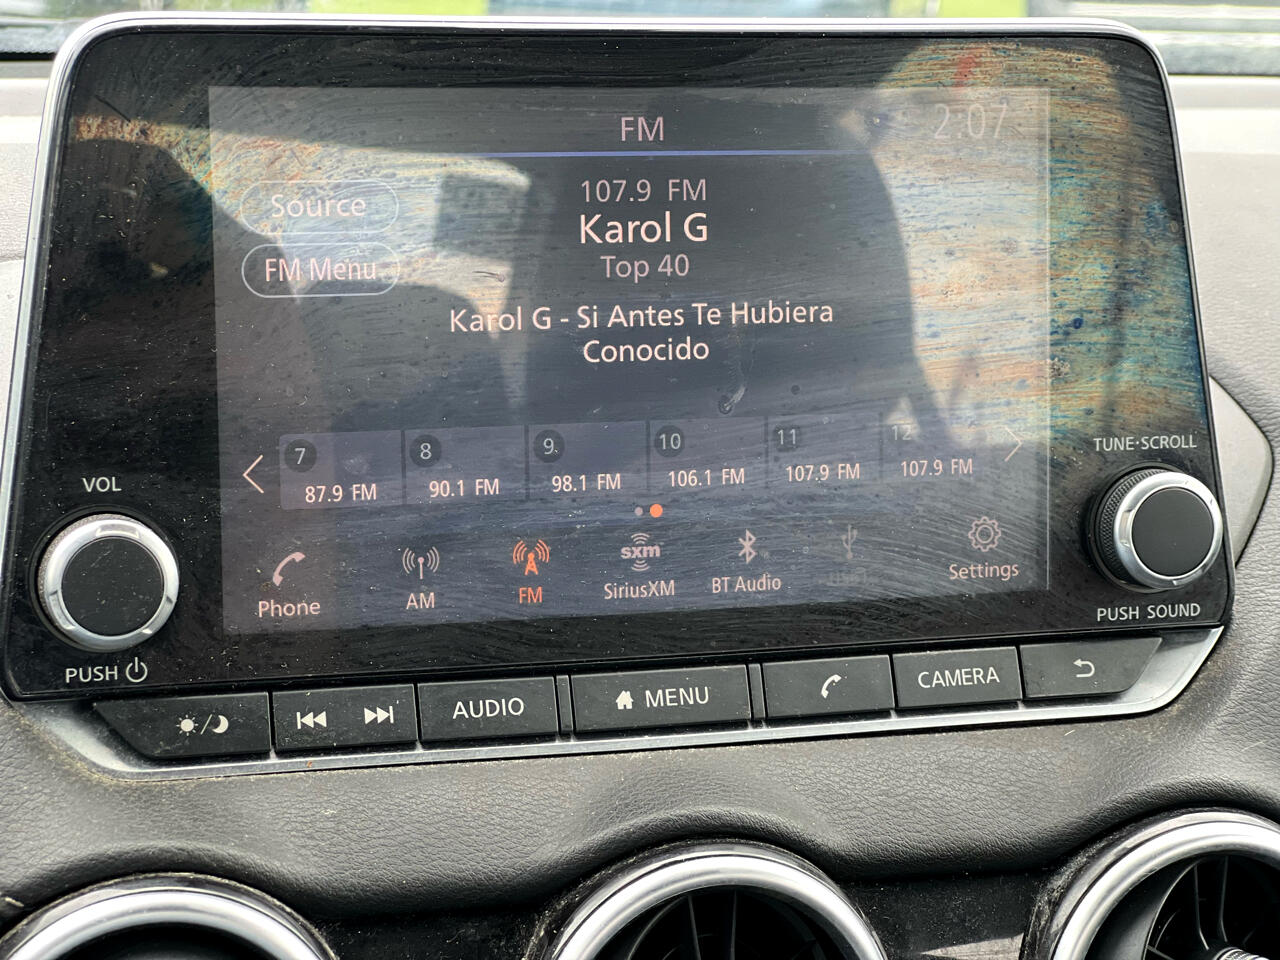 FM
2:07
Source
107.9 FM
Karol G
FM Menu
Top 40
Karol G - Si Antes Te Hubiera
Conocido
7
8
9
10
11
12
87.9 FM
90.1 FM
98.1 FM
106.1 FM
107.9 FM
107.9 FM
Phone
AM
FM
sxm
SiriusXM
BT Audio
Settings
VOL
PUSH
TUNE·SCROLL
PUSH SOUND
AUDIO
MENU
CAMERA